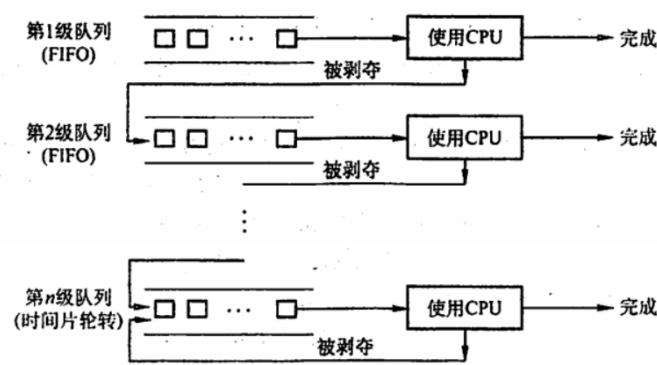 第1级队列
(FIFO)
··· 使用CPU 完成
被剥夺
第2级队列
(FIFO)
··· 使用CPU 完成
被剥夺
⋮
第n级队列
(时间片轮转)
··· 使用CPU 完成
被剥夺